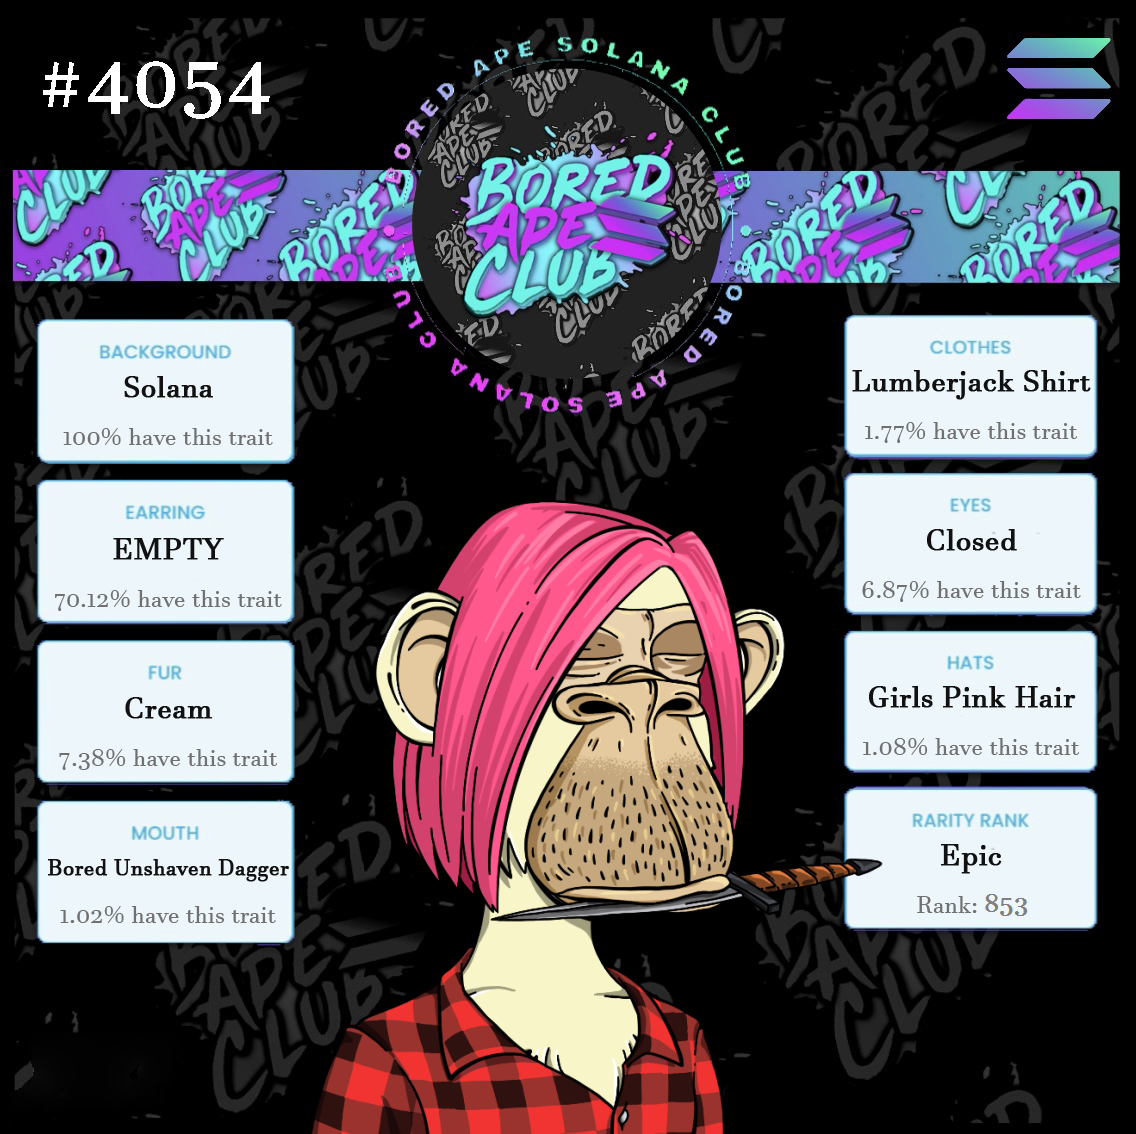 #4054
BORED APE SOLANA CLUB
BORED APE SOLANA CLUB
BORED
APE
CLUB
BACKGROUND
Solana
100% have this trait
EARRING
EMPTY
70.12% have this trait
FUR
Cream
7.38% have this trait
MOUTH
Bored Unshaven Dagger
1.02% have this trait
CLOTHES
Lumberjack Shirt
1.77% have this trait
EYES
Closed
6.87% have this trait
HATS
Girls Pink Hair
1.08% have this trait
RARITY RANK
Epic
Rank: 853